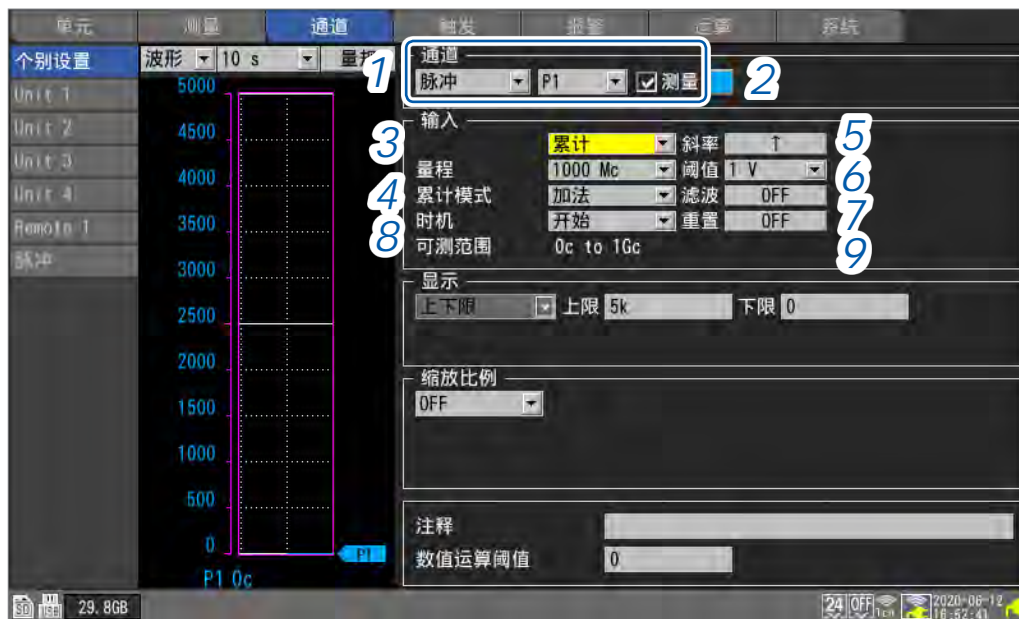 单元 测量 通道 触发 报警 运算 系统
个别设置
Unit 1
Unit 2
Unit 3
Unit 4
Remote 1
脉冲
波形 10 s
5000
4500
4000
3500
3000
2500
2000
1500
1000
500
0
P1
P1 0c
1
通道
脉冲 P1 测量 2
输入
3 累计 斜率 ↑ 5
量程 1000 Mc 阈值 1 V 6
4 累计模式 加法 滤波 OFF
时机 开始 重置 OFF 7
8 可测范围 0c to 1Gc 9
显示
上下限 上限 5k 下限 0
缩放比例
OFF
注释
数值运算阈值 0
SD USB 29.8GB 24 OFF 1ch 2020-06-12
16:52:41